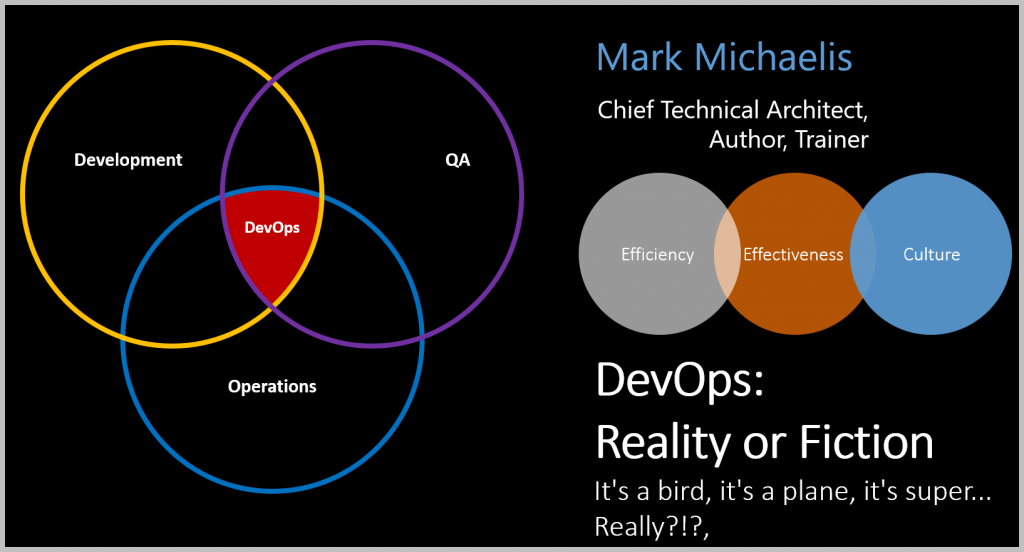 Development
QA
DevOps
Operations
Mark Michaelis
Chief Technical Architect,
Author, Trainer
Efficiency
Effectiveness
Culture
DevOps:
Reality or Fiction
It's a bird, it's a plane, it's super...
Really?!?,